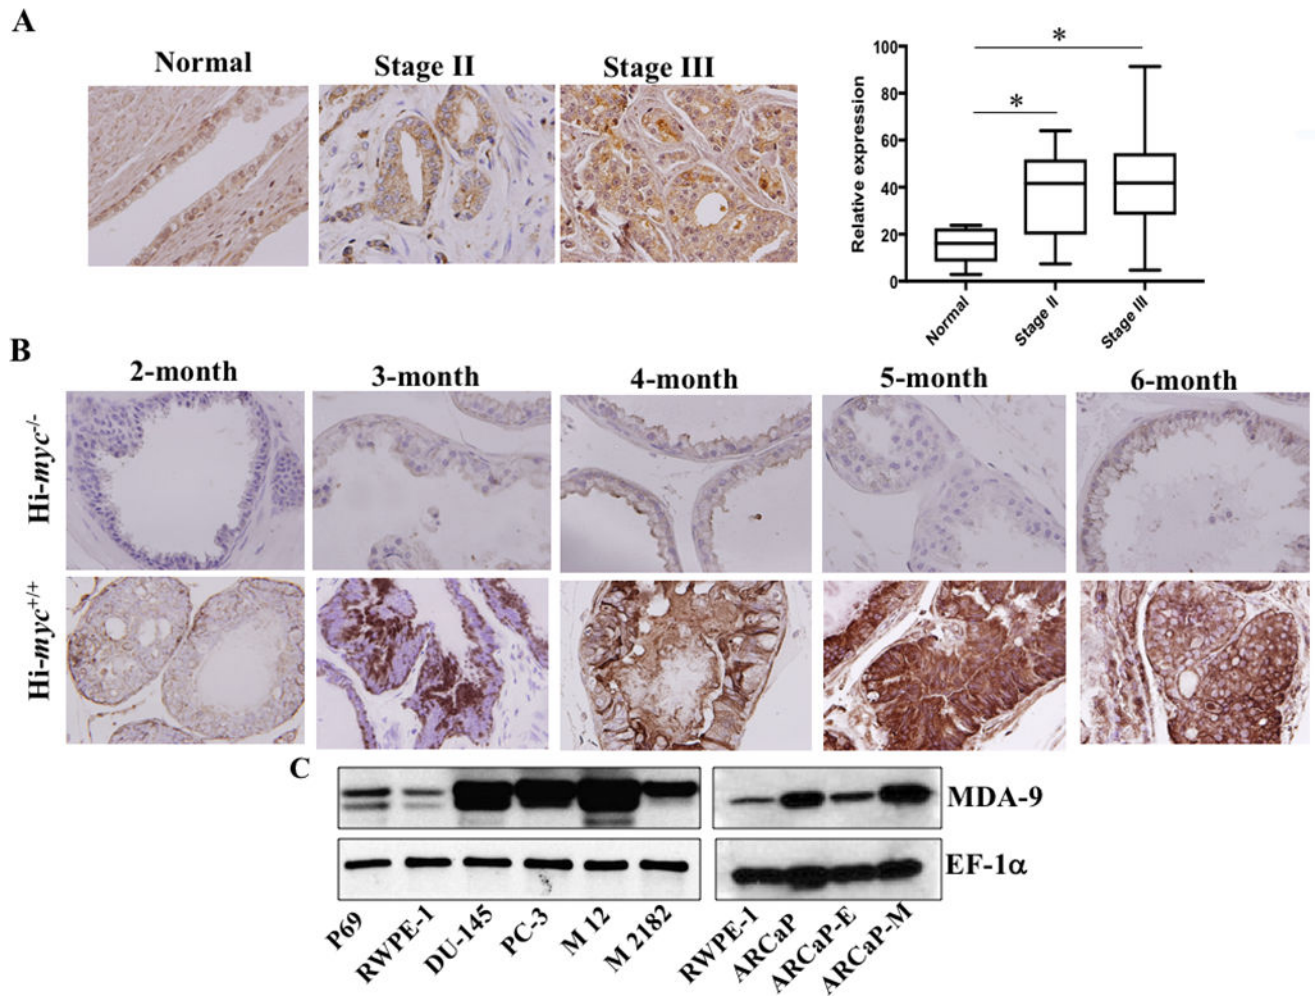 A
Normal
Stage II
Stage III
*
*
100
80
60
40
20
0
Relative expression
Normal
Stage II
Stage III
B
2-month
3-month
4-month
5-month
6-month
Hi-myc-/-
Hi-myc+/+
C
MDA-9
EF-1α
P69
RWPE-1
DU-145
PC-3
M 12
M 2182
RWPE-1
ARCaP
ARCaP-E
ARCaP-M